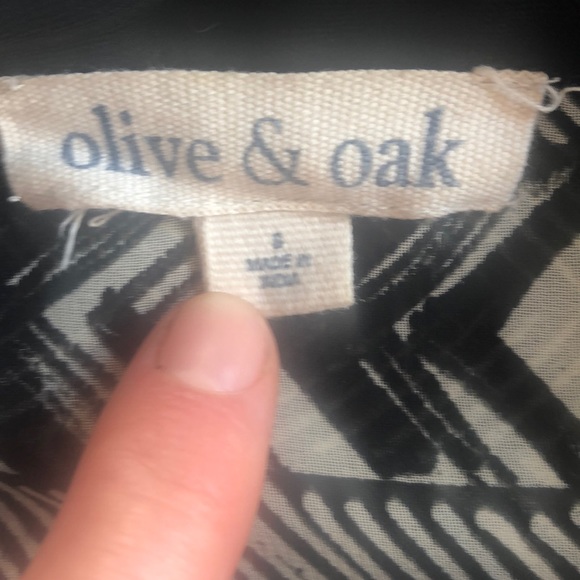 olive & oak
S
MADE IN
INDIA